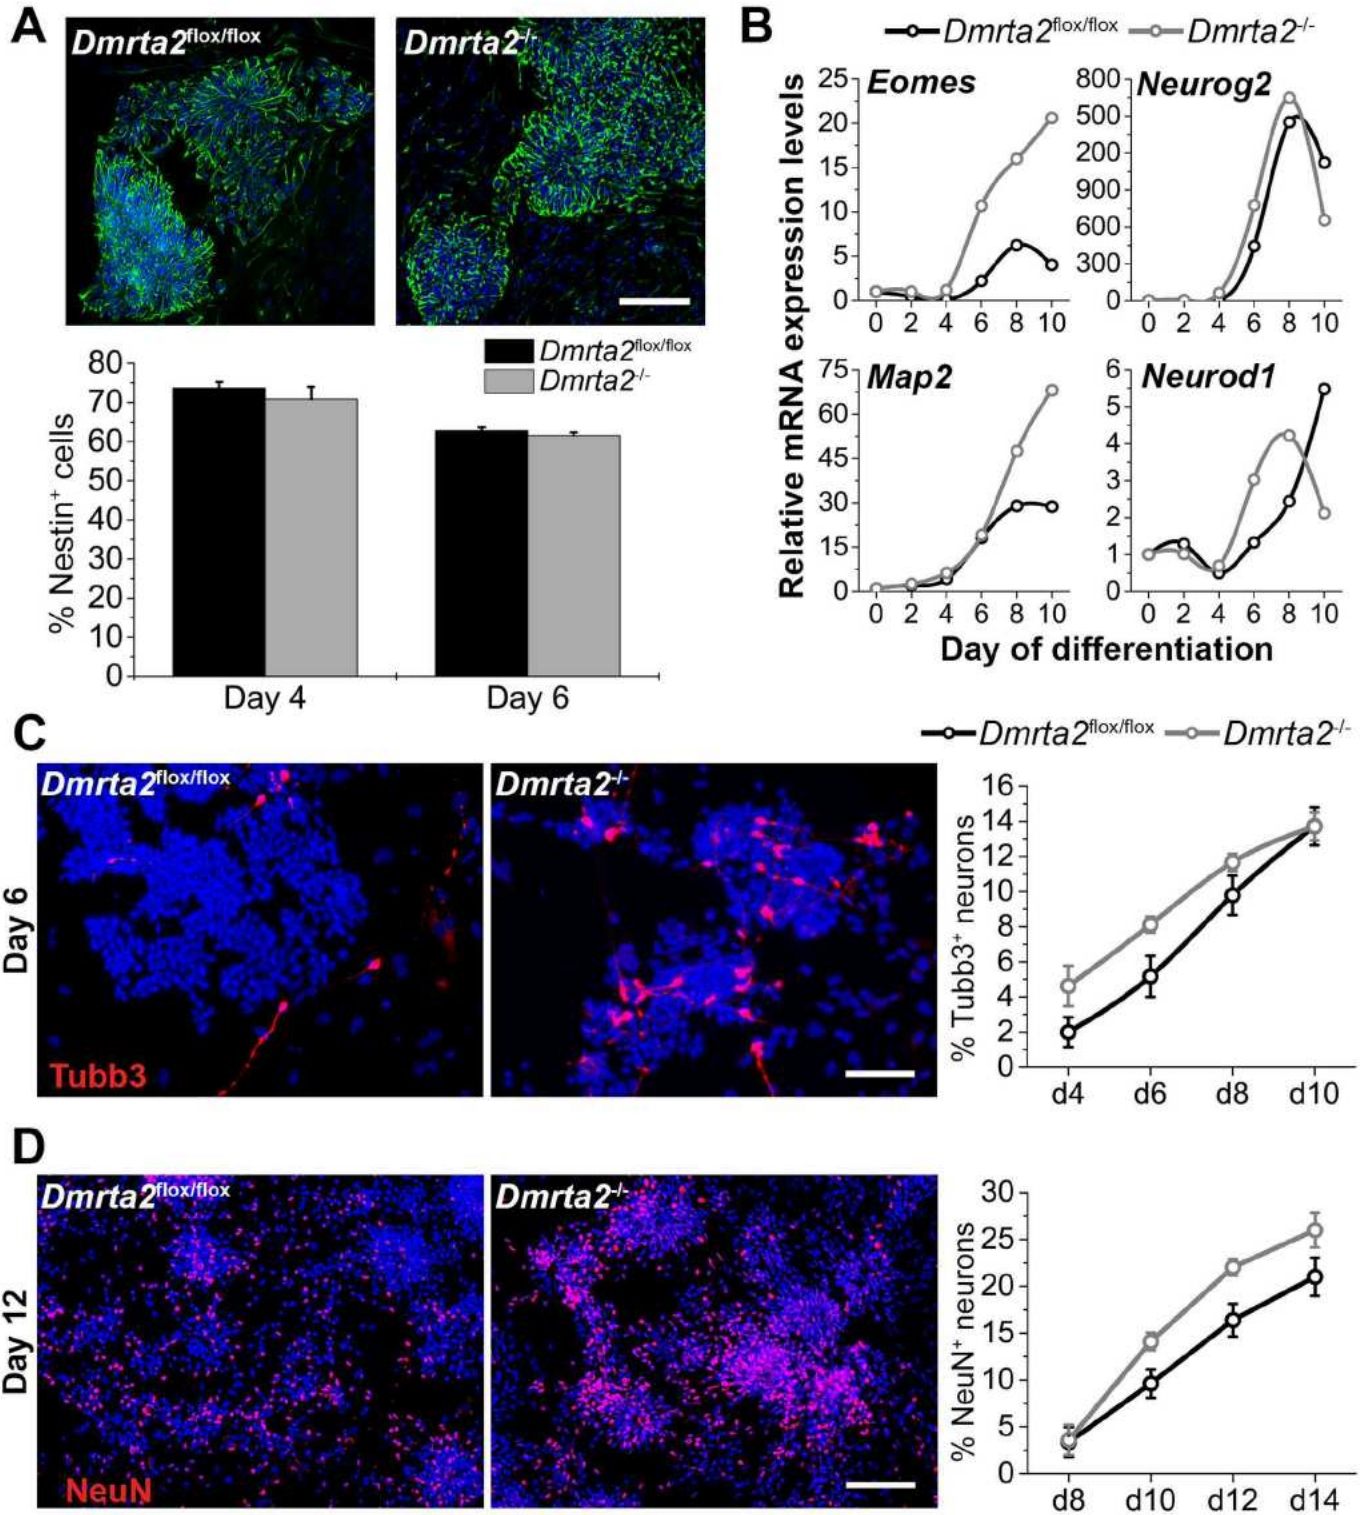 A
Dmrta2flox/flox
Dmrta2-/-
80
70
60
50
40
30
20
10
0
% Nestin+ cells
Dmrta2flox/flox
Dmrta2-/-
Day 4
Day 6
B
Dmrta2flox/flox
Dmrta2-/-
Relative mRNA expression levels
Eomes
25
20
15
10
5
0
0 2 4 6 8 10
Neurog2
800
500
200
900
600
300
0
0 2 4 6 8 10
Map2
75
60
45
30
15
0
0 2 4 6 8 10
Neurod1
6
5
4
3
2
1
0
0 2 4 6 8 10
Day of differentiation
C
Dmrta2flox/flox
Dmrta2-/-
Day 6
Dmrta2flox/flox
Tubb3
Dmrta2-/-
% Tubb3+ neurons
16
14
12
10
8
6
4
2
0
d4 d6 d8 d10
D
Day 12
Dmrta2flox/flox
NeuN
Dmrta2-/-
% NeuN+ neurons
30
25
20
15
10
5
0
d8 d10 d12 d14